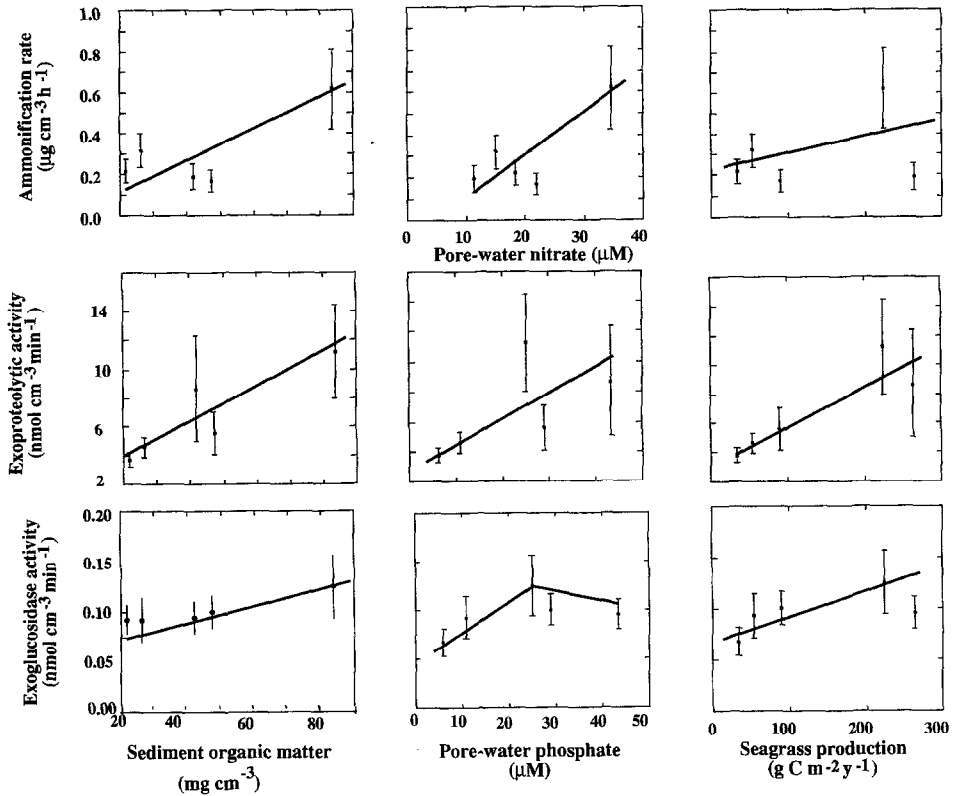 Ammonification rate
(µg cm-3 h-1)
1.0
0.8
0.6
0.4
0.2
0.0
0 10 20 30 40
Pore-water nitrate (µM)
Exoproteolytic activity
(nmol cm-3 min-1)
14
10
6
2
Exoglucosidase activity
(nmol cm-3 min-1)
0.20
0.15
0.10
0.05
0.00
20 40 60 80
Sediment organic matter
(mg cm-3)
0 10 20 30 40 50
Pore-water phosphate
(µM)
0 100 200 300
Seagrass production
(g C m-2 y-1)